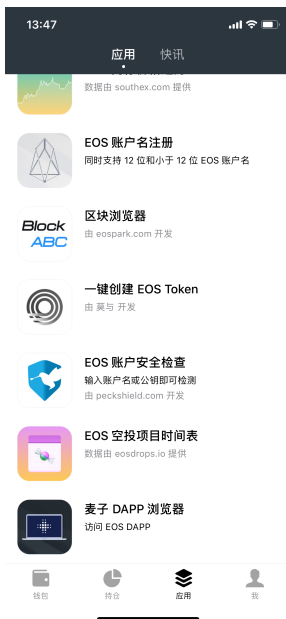 13:47
应用
快讯
数据由 southex.com 提供
EOS 账户名注册
同时支持 12 位和小于 12 位 EOS 账户名
Block
ABC
区块浏览器
由 eospark.com 开发
一键创建 EOS Token
由 莫与 开发
EOS 账户安全检查
输入账户名或公钥即可检测
由 peckshield.com 开发
EOS 空投项目时间表
数据由 eosdrops.io 提供
麦子 DAPP 浏览器
访问 EOS DAPP
钱包
持仓
应用
我